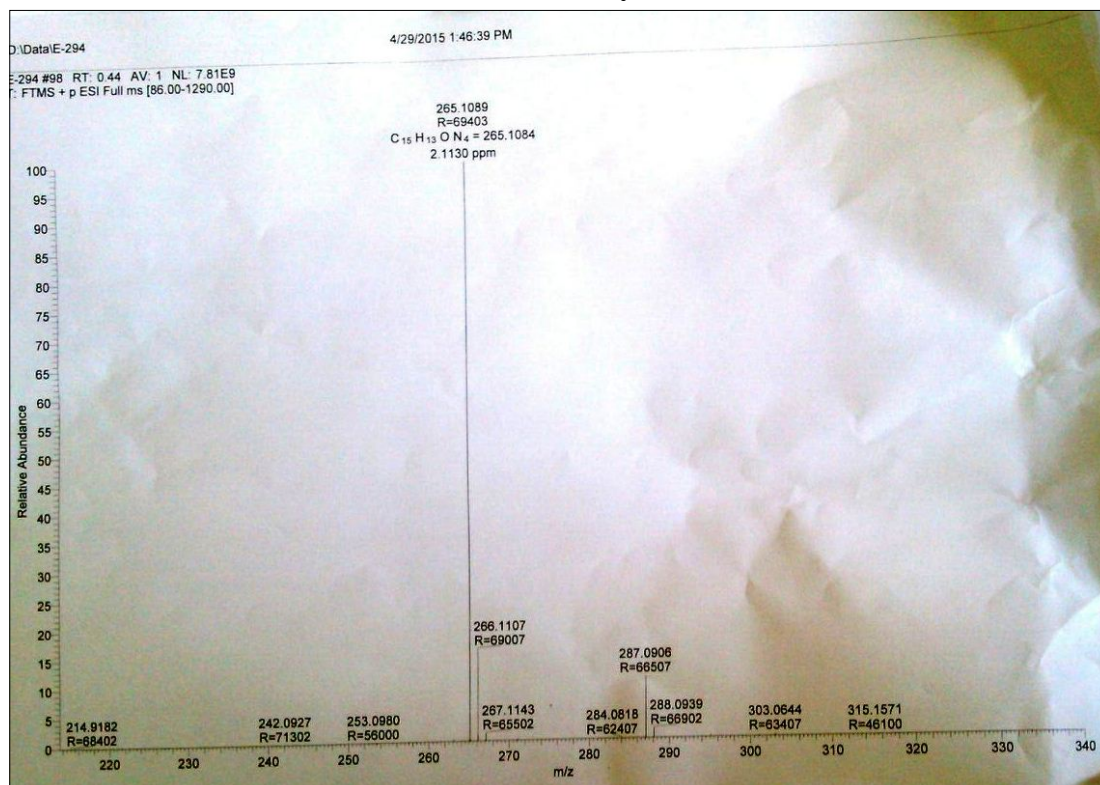 D:\Data\E-294
4/29/2015 1:46:39 PM
E-294 #98 RT: 0.44 AV: 1 NL: 7.81E9
T: FTMS + p ESI Full ms [86.00-1290.00]
265.1089
R=69403
C15 H13 O N4 = 265.1084
2.1130 ppm
100
95
90
85
80
75
70
65
60
55
50
45
40
35
30
25
20
15
10
5
0
Relative Abundance
266.1107
R=69007
287.0906
R=66507
214.9182
R=68402
242.0927
R=71302
253.0980
R=56000
267.1143
R=65502
284.0818
R=62407
288.0939
R=66902
303.0644
R=63407
315.1571
R=46100
220 230 240 250 260 270 280 290 300 310 320 330 340
m/z